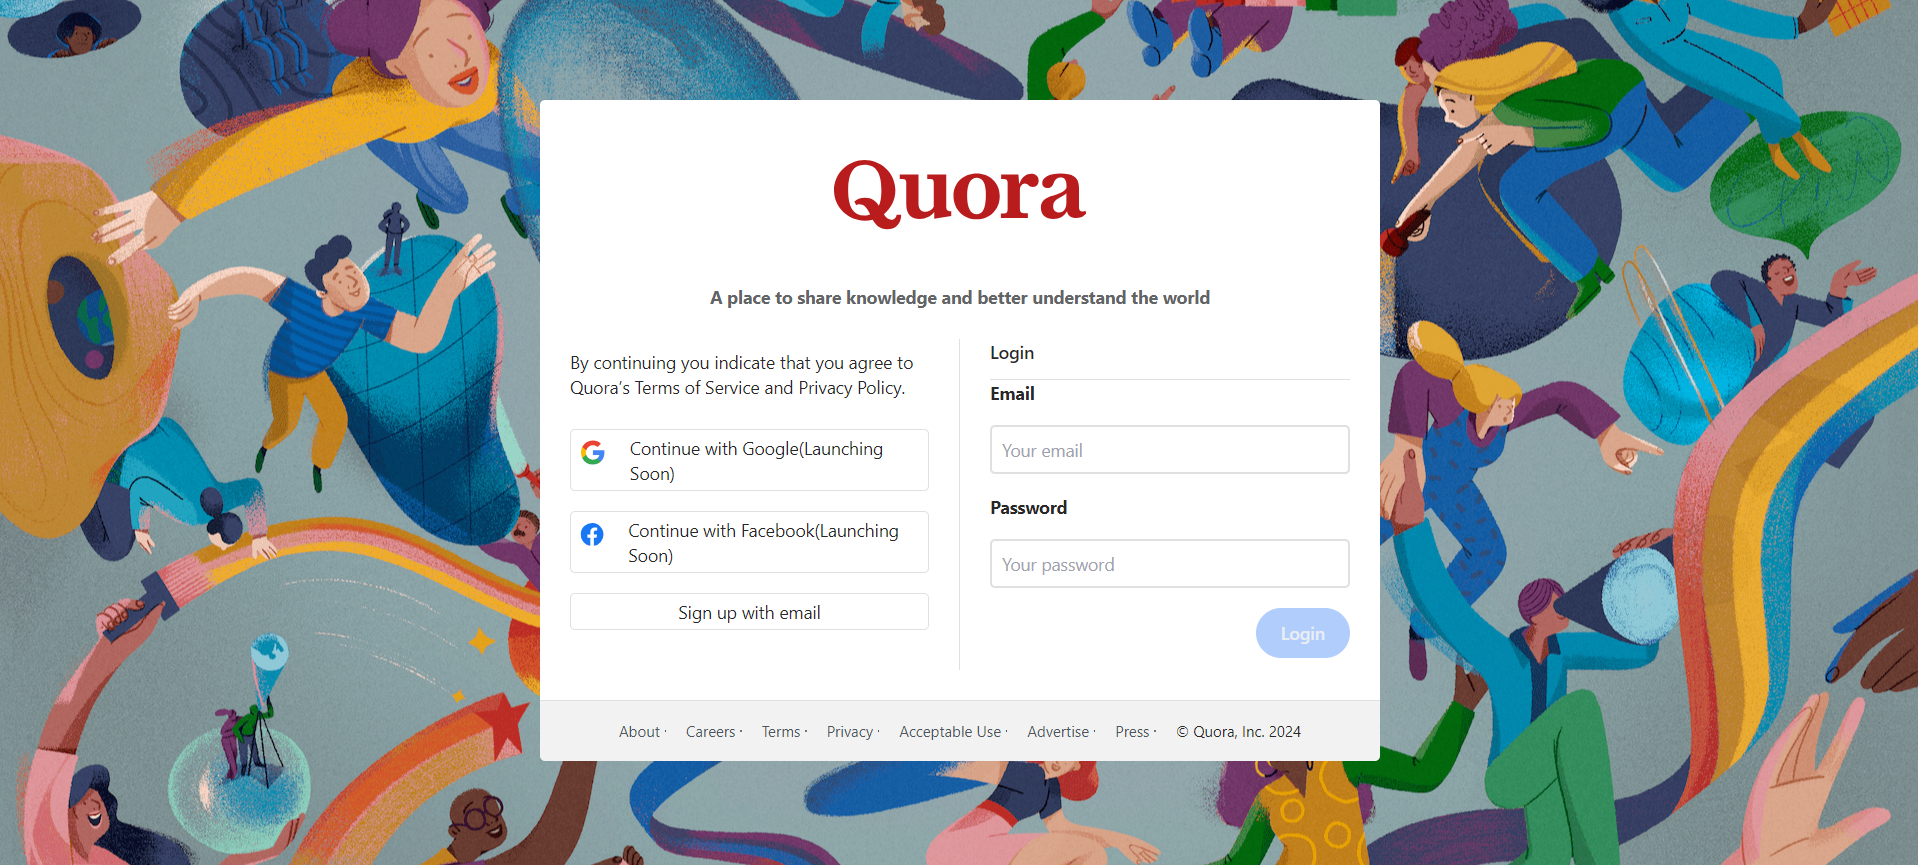 Quora
A place to share knowledge and better understand the world
By continuing you indicate that you agree to
Quora's Terms of Service and Privacy Policy.
Continue with Google(Launching
Soon)
Continue with Facebook(Launching
Soon)
Sign up with email
Login
Email
Your email
Password
Your password
Login
About · Careers · Terms · Privacy · Acceptable Use · Advertise · Press · © Quora, Inc. 2024